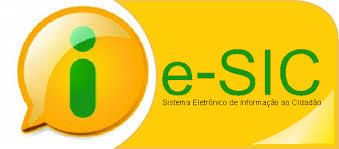 i
e-SIC
Sistema Eletrônico de Informação ao Cidadão